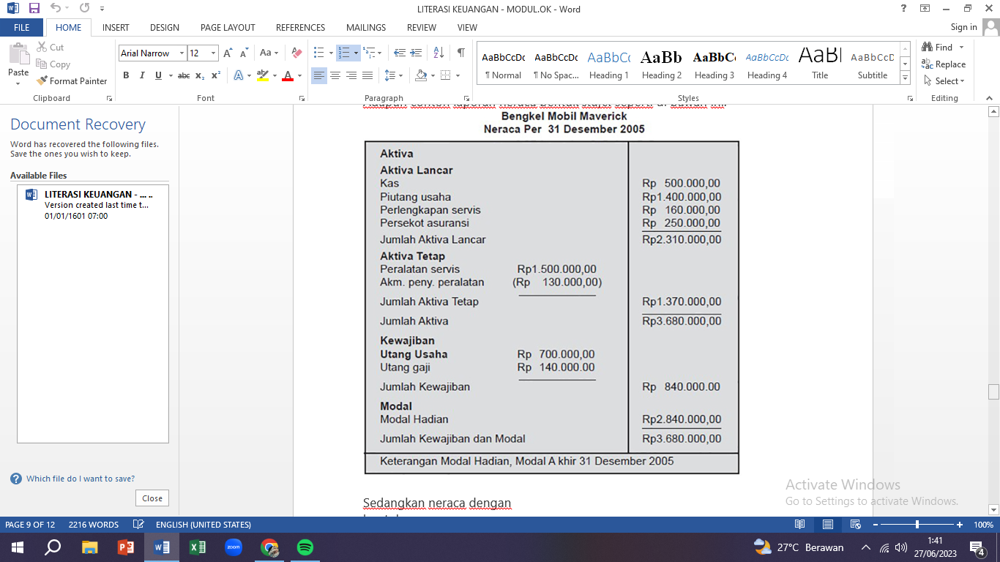 LITERASI KEUANGAN - MODUL.OK - Word
FILE HOME INSERT DESIGN PAGE LAYOUT REFERENCES MAILINGS REVIEW VIEW Sign in
Paste
Cut
Copy
Format Painter
Clipboard
Arial Narrow 12
Font
Paragraph
AaBbCcDc AaBbCcDc AaBbCc AaBb AaBbC AaBbCcDc AaBl AaBbCcD
¶ Normal ¶ No Spac... Heading 1 Heading 2 Heading 3 Heading 4 Title Subtitle
Styles
Find
Replace
Select
Editing
Document Recovery
Word has recovered the following files.
Save the ones you wish to keep.
Available Files
LITERASI KEUANGAN - ... ..
Version created last time t...
01/01/1601 07:00
Which file do I want to save?
Close
Adapun contoh laporan neraca bentuk stafel seperti di bawah ini.
Bengkel Mobil Maverick
Neraca Per 31 Desember 2005
Aktiva
Aktiva Lancar
Kas Rp 500.000,00
Piutang usaha Rp1.400.000,00
Perlengkapan servis Rp 160.000,00
Persekot asuransi Rp 250.000,00
Jumlah Aktiva Lancar Rp2.310.000,00
Aktiva Tetap
Peralatan servis Rp1.500.000,00
Akm. peny. peralatan (Rp 130.000,00)
Jumlah Aktiva Tetap Rp1.370.000,00
Jumlah Aktiva Rp3.680.000,00
Kewajiban
Utang Usaha Rp 700.000,00
Utang gaji Rp 140.000.00
Jumlah Kewajiban Rp 840.000.00
Modal
Modal Hadian Rp2.840.000,00
Jumlah Kewajiban dan Modal Rp3.680.000,00
Keterangan Modal Hadian, Modal A khir 31 Desember 2005
Sedangkan neraca dengan
Activate Windows
Go to Settings to activate Windows.
PAGE 9 OF 12 2216 WORDS ENGLISH (UNITED STATES) 100%
zoom
27°C Berawan
1:41
27/06/2023
4